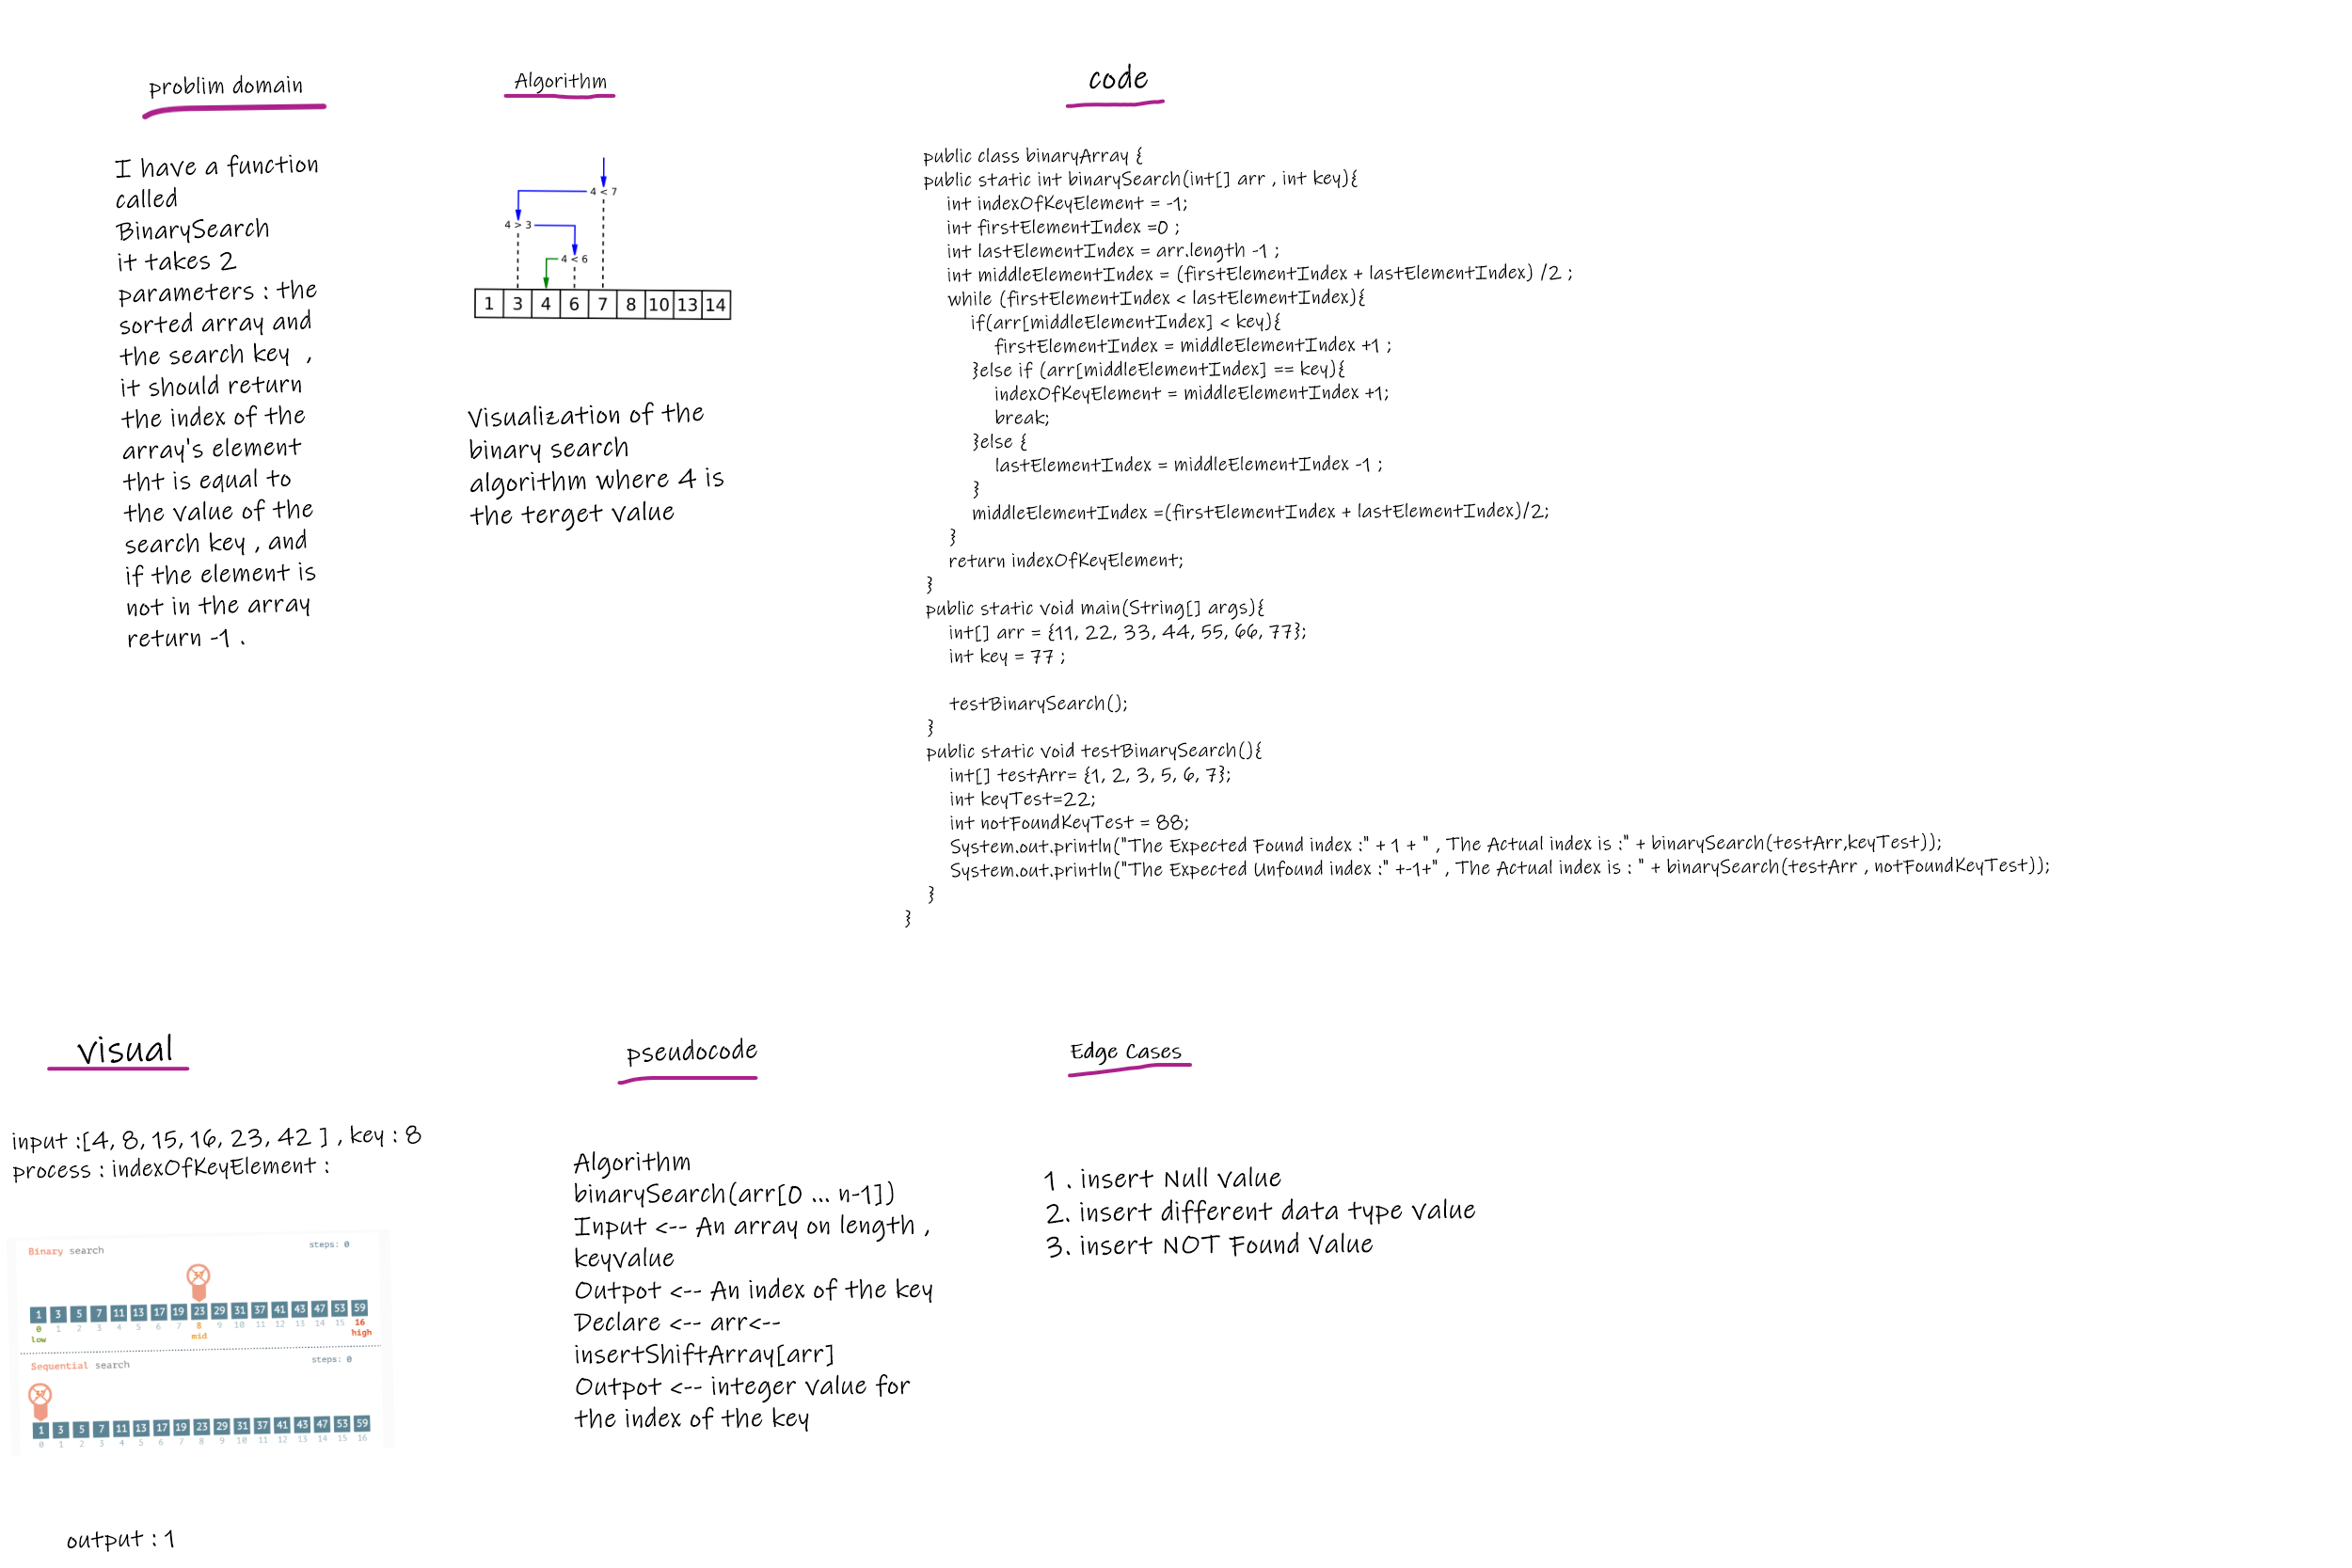 problim domain
I have a function
called
BinarySearch
it takes 2
parameters : the
sorted array and
the search key ,
it should return
the index of the
array's element
tht is equal to
the value of the
search key , and
if the element is
not in the array
return -1 .
Algorithm
4 < 7
4 > 3
4 < 6
1 3 4 6 7 8 10 13 14
Visualization of the
binary search
algorithm where 4 is
the terget value
code
public class binaryArray {
public static int binarySearch(int[] arr , int key){
int indexOfKeyElement = -1;
int firstElementIndex =0 ;
int lastElementIndex = arr.length -1 ;
int middleElementIndex = (firstElementIndex + lastElementIndex) /2 ;
while (firstElementIndex < lastElementIndex){
if(arr[middleElementIndex] < key){
firstElementIndex = middleElementIndex +1 ;
}else if (arr[middleElementIndex] == key){
indexOfKeyElement = middleElementIndex +1;
break;
}else {
lastElementIndex = middleElementIndex -1 ;
}
middleElementIndex =(firstElementIndex + lastElementIndex)/2;
}
return indexOfKeyElement;
}
public static void main(String[] args){
int[] arr = {11, 22, 33, 44, 55, 66, 77};
int key = 77 ;
testBinarySearch();
}
public static void testBinarySearch(){
int[] testArr= {1, 2, 3, 5, 6, 7};
int keyTest=22;
int notFoundKeyTest = 88;
System.out.println("The Expected Found index :" + 1 + " , The Actual index is :" + binarySearch(testArr,keyTest));
System.out.println("The Expected Unfound index :" +-1+" , The Actual index is : " + binarySearch(testArr , notFoundKeyTest));
}
}
visual
input :[4, 8, 15, 16, 23, 42 ] , key : 8
process : indexOfKeyElement :
Binary search steps: 0
37
1 3 5 7 11 13 17 19 23 29 31 37 41 43 47 53 59
0 1 2 3 4 5 6 7 8 9 10 11 12 13 14 15 16
low mid high
Sequential search steps: 0
37
1 3 5 7 11 13 17 19 23 29 31 37 41 43 47 53 59
0 1 2 3 4 5 6 7 8 9 10 11 12 13 14 15 16
output : 1
pseudocode
Algorithm
binarySearch(arr[0 ... n-1])
Input <-- An array on length ,
keyvalue
Outpot <-- An index of the key
Declare <-- arr<--
insertShiftArray[arr]
Outpot <-- integer value for
the index of the key
Edge Cases
1 . insert Null value
2. insert different data type value
3. insert NOT Found Value